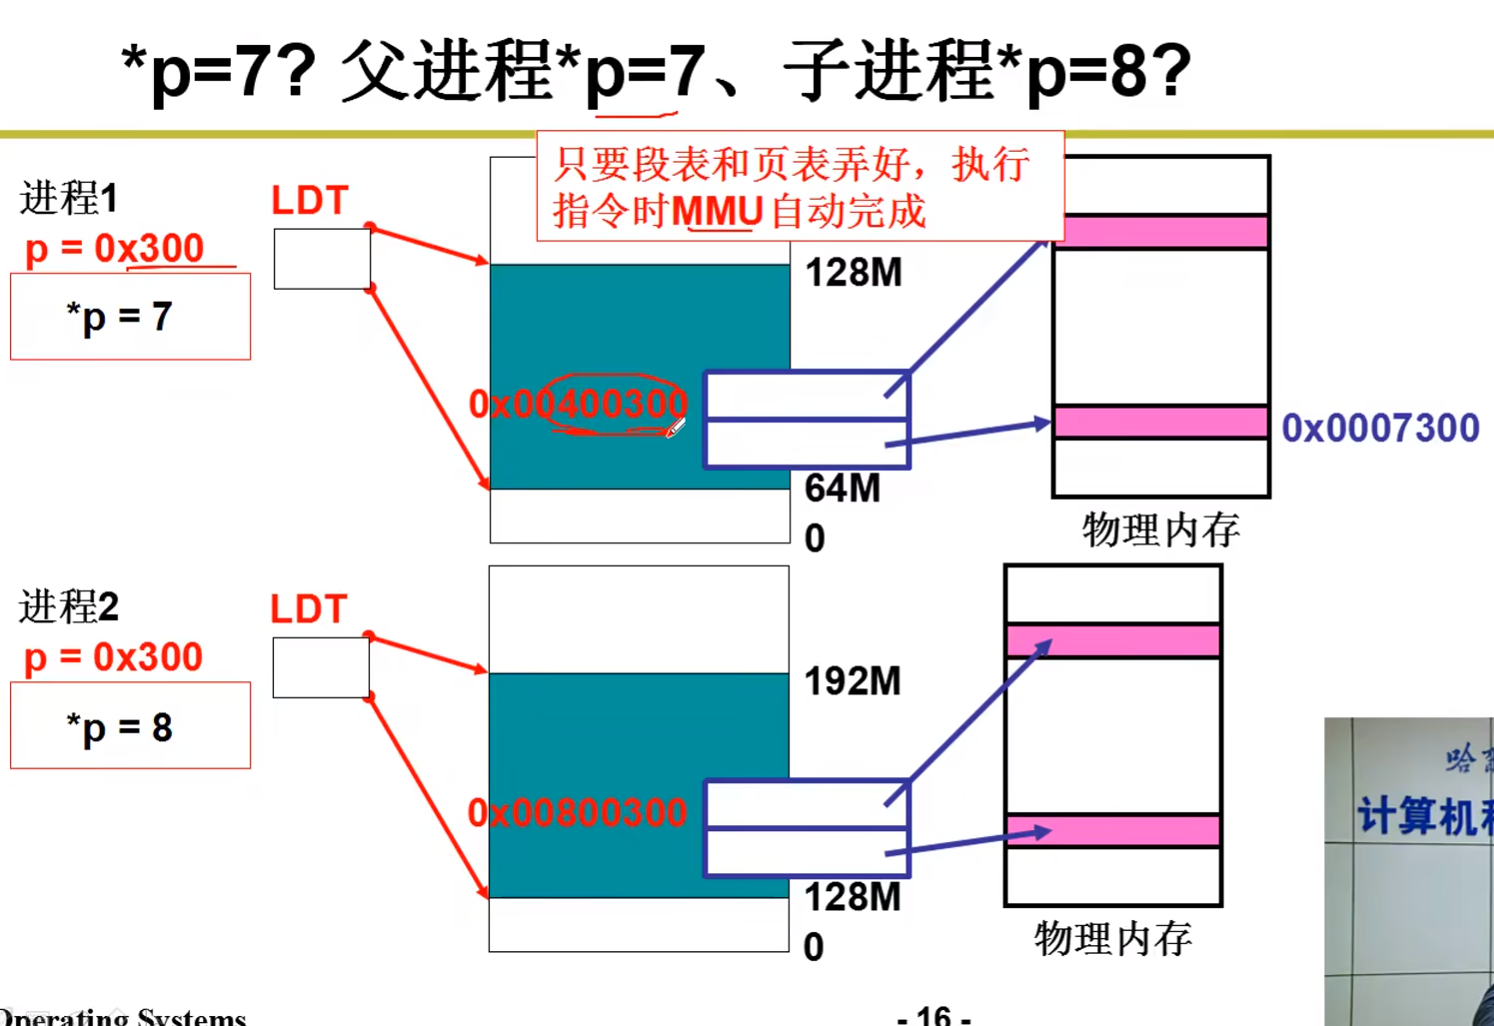 *p=7? 父进程*p=7、子进程*p=8?
只要段表和页表弄好，执行
指令时MMU自动完成
进程1
LDT
p = 0x300
*p = 7
128M
0x00400300
0x0007300
64M
0
物理内存
进程2
LDT
p = 0x300
*p = 8
192M
0x00800300
128M
0
物理内存
计算机
Operating Systems
- 16 -